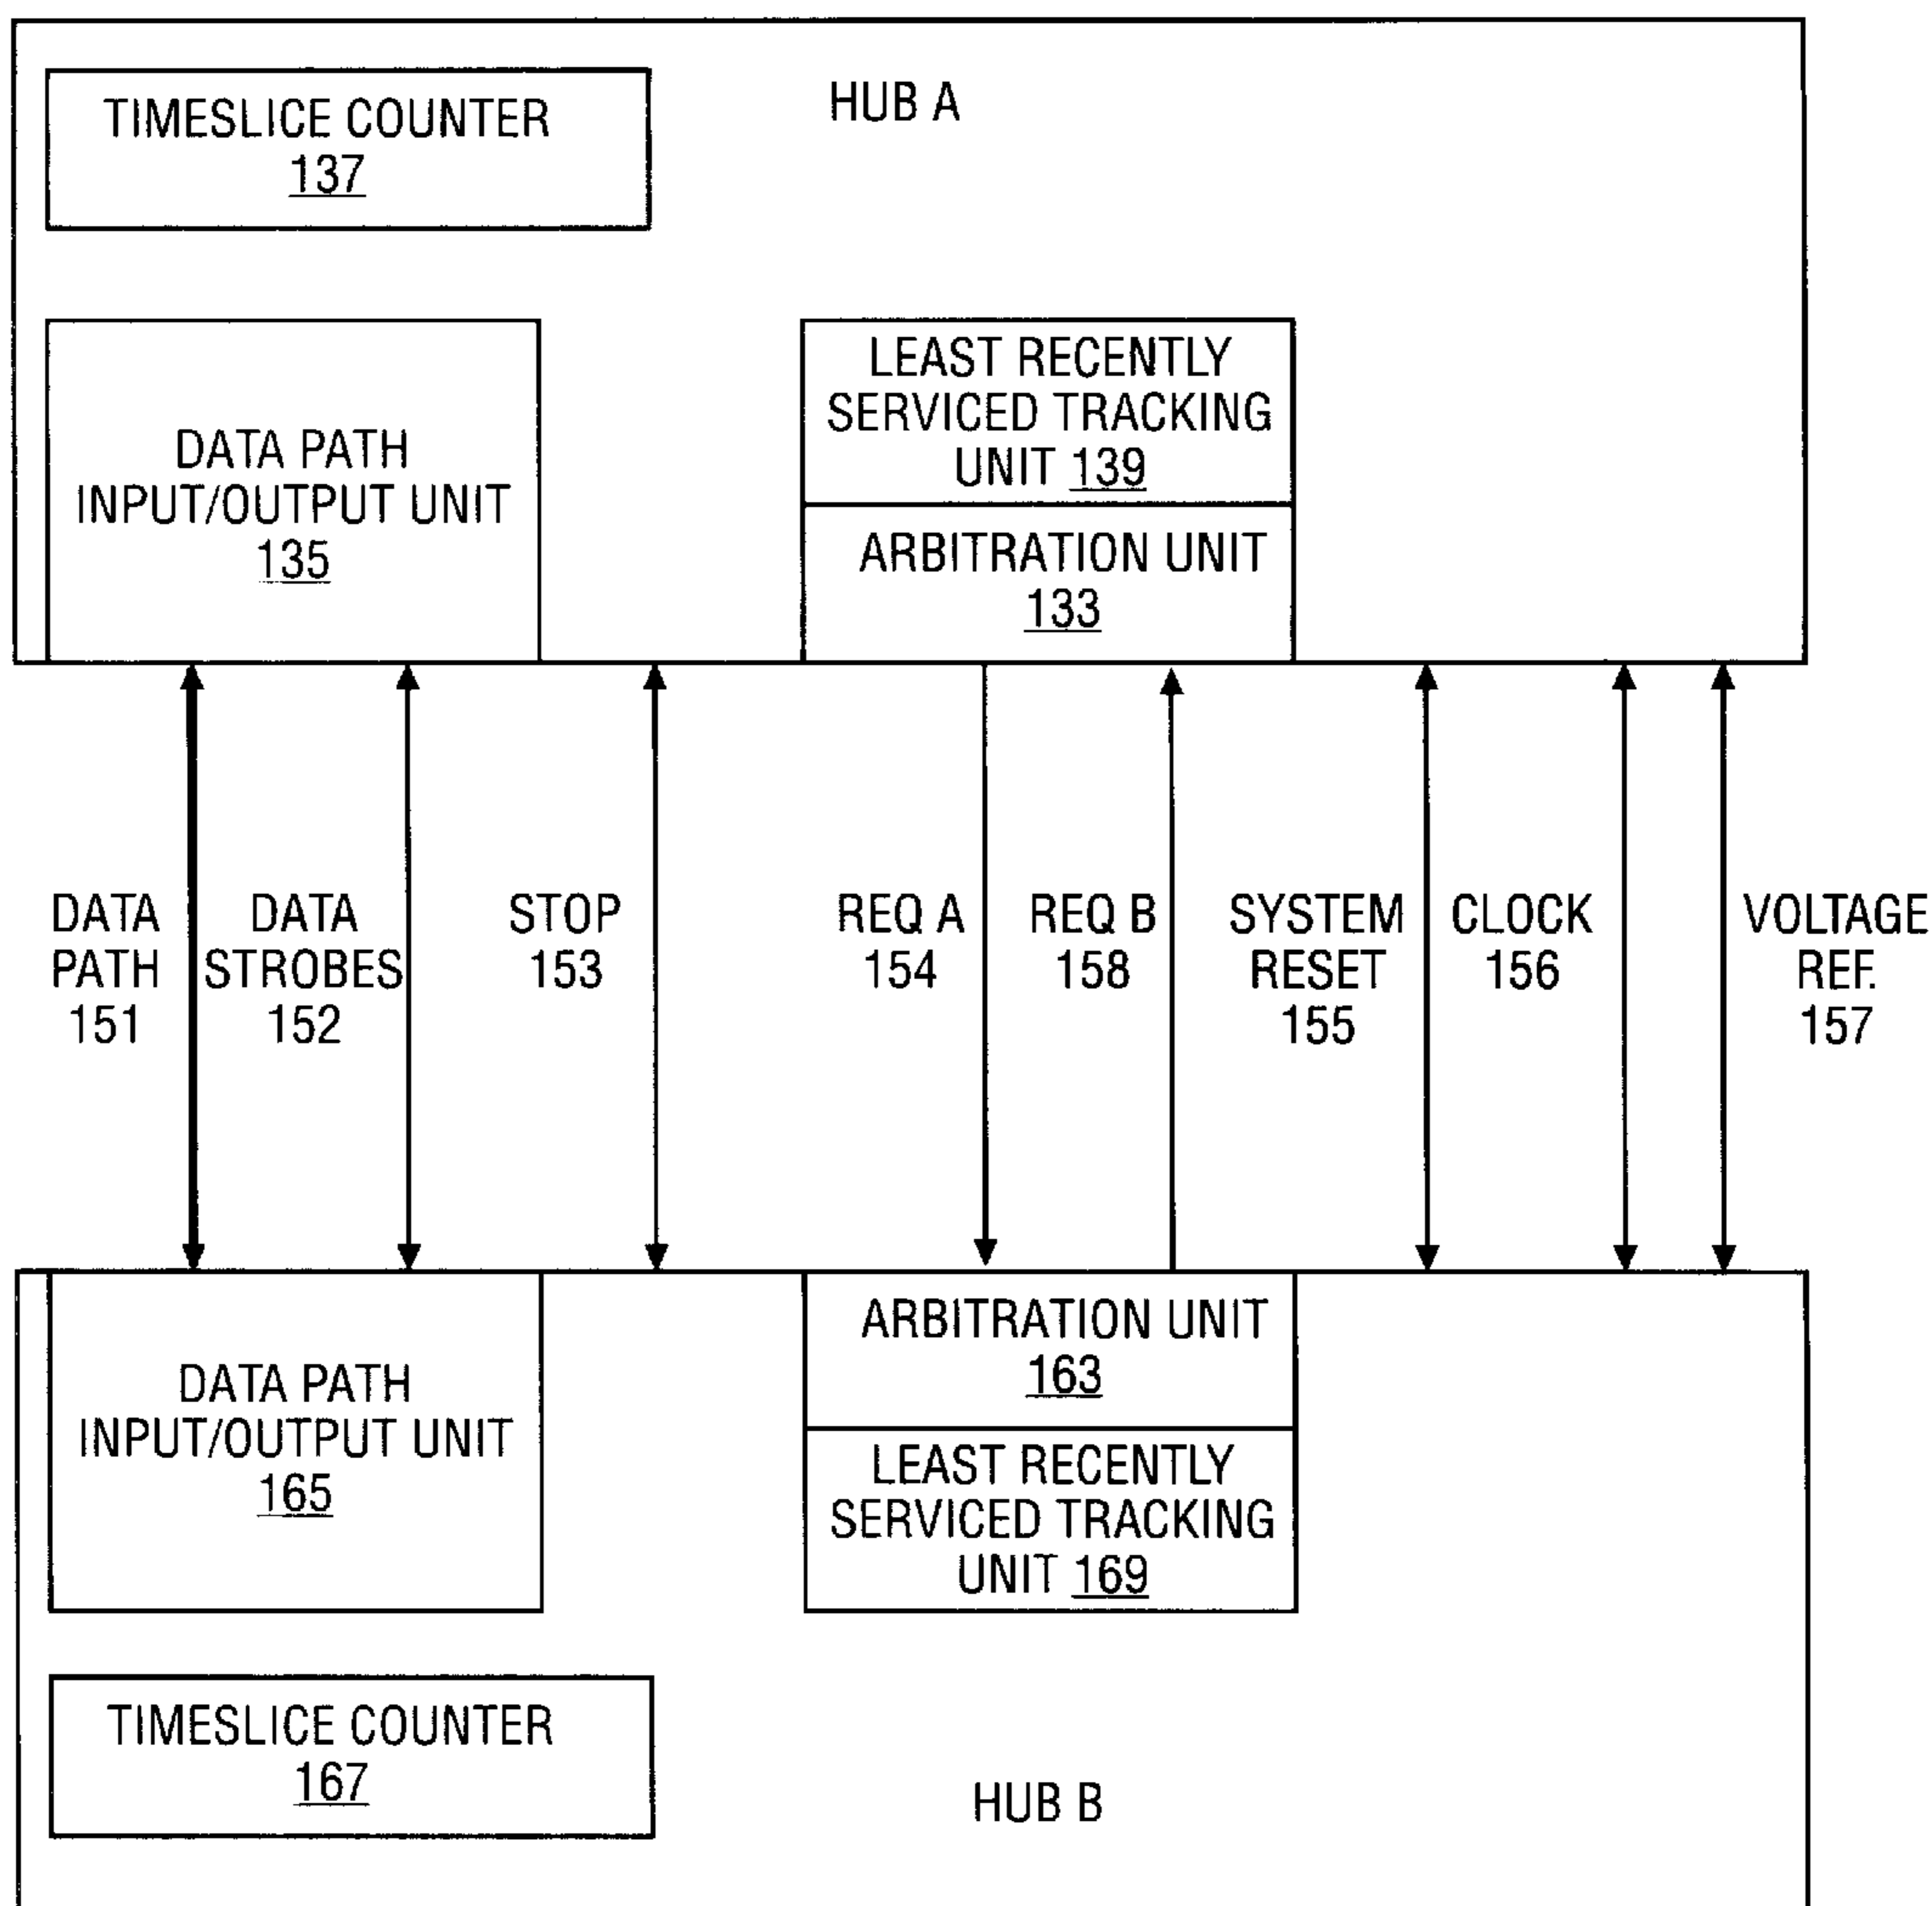 TIMESLICE COUNTER
137
HUB A
DATA PATH
INPUT/OUTPUT UNIT
135
LEAST RECENTLY
SERVICED TRACKING
UNIT 139
ARBITRATION UNIT
133
DATA
PATH
151
DATA
STROBES
152
STOP
153
REQ A
154
REQ B
158
SYSTEM
RESET
155
CLOCK
156
VOLTAGE
REF.
157
DATA PATH
INPUT/OUTPUT UNIT
165
ARBITRATION UNIT
163
LEAST RECENTLY
SERVICED TRACKING
UNIT 169
TIMESLICE COUNTER
167
HUB B